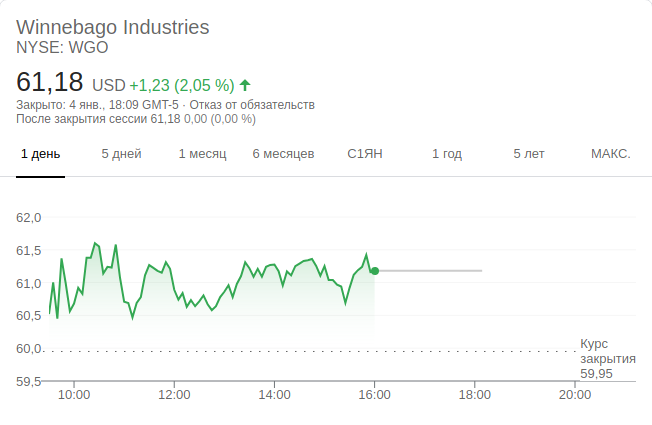 Winnebago Industries
NYSE: WGO
61,18 USD +1,23 (2,05 %)
Закрыто: 4 янв., 18:09 GMT-5 · Отказ от обязательств
После закрытия сессии 61,18 0,00 (0,00 %)
1 день 5 дней 1 месяц 6 месяцев С1ЯН 1 год 5 лет МАКС.
62,0
61,5
61,0
60,5
60,0
59,5
Курс
закрытия
59,95
10:00 12:00 14:00 16:00 18:00 20:00